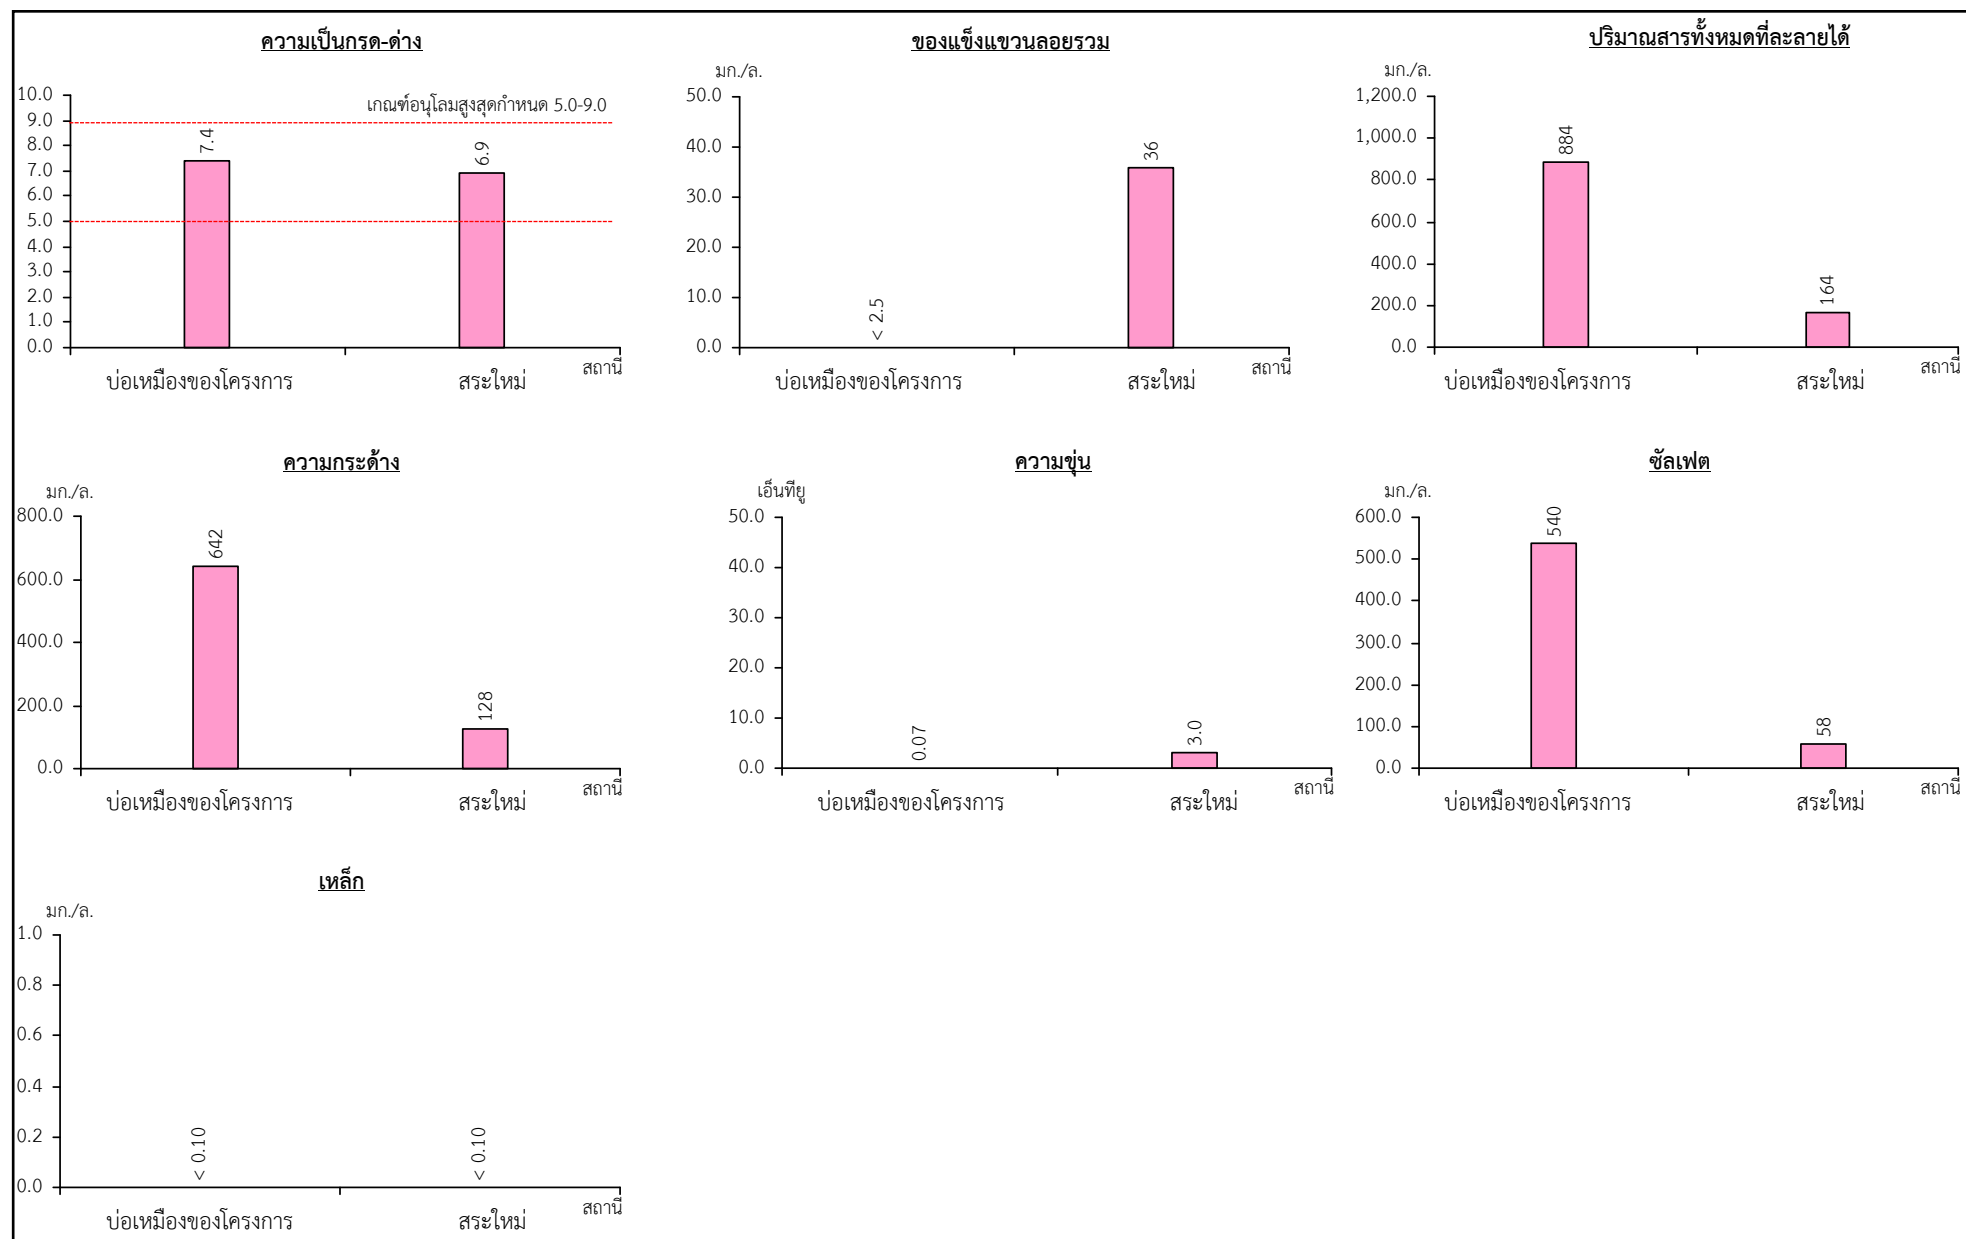 ความเป็นกรด-ด่าง
10.0
9.0
8.0
7.0
6.0
5.0
4.0
3.0
2.0
1.0
0.0
เกณฑ์อนุโลมสูงสุดกำหนด 5.0-9.0
7.4
6.9
บ่อเหมืองของโครงการ
สระใหม่
สถานี
ของแข็งแขวนลอยรวม
มก./ล.
50.0
40.0
30.0
20.0
10.0
0.0
< 2.5
36
บ่อเหมืองของโครงการ
สระใหม่
สถานี
ปริมาณสารทั้งหมดที่ละลายได้
มก./ล.
1,200.0
1,000.0
800.0
600.0
400.0
200.0
0.0
884
164
บ่อเหมืองของโครงการ
สระใหม่
สถานี
ความกระด้าง
มก./ล.
800.0
600.0
400.0
200.0
0.0
642
128
บ่อเหมืองของโครงการ
สระใหม่
สถานี
ความขุ่น
เอ็นทียู
50.0
40.0
30.0
20.0
10.0
0.0
0.07
3.0
บ่อเหมืองของโครงการ
สระใหม่
สถานี
ซัลเฟต
มก./ล.
600.0
500.0
400.0
300.0
200.0
100.0
0.0
540
58
บ่อเหมืองของโครงการ
สระใหม่
สถานี
เหล็ก
มก./ล.
1.0
0.8
0.6
0.4
0.2
0.0
< 0.10
< 0.10
บ่อเหมืองของโครงการ
สระใหม่
สถานี